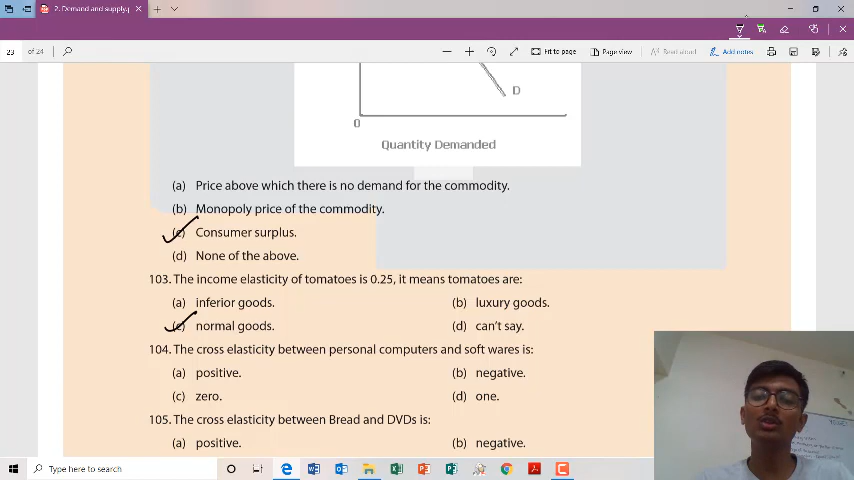 2. Demand and supply.p
23 of 24
Fit to page
Page view
Read aloud
Add notes
D
0
Quantity Demanded
(a) Price above which there is no demand for the commodity.
(b) Monopoly price of the commodity.
(c) Consumer surplus.
(d) None of the above.
103. The income elasticity of tomatoes is 0.25, it means tomatoes are:
(a) inferior goods. (b) luxury goods.
(c) normal goods. (d) can't say.
104. The cross elasticity between personal computers and soft wares is:
(a) positive. (b) negative.
(c) zero. (d) one.
105. The cross elasticity between Bread and DVDs is:
(a) positive. (b) negative.
Type here to search